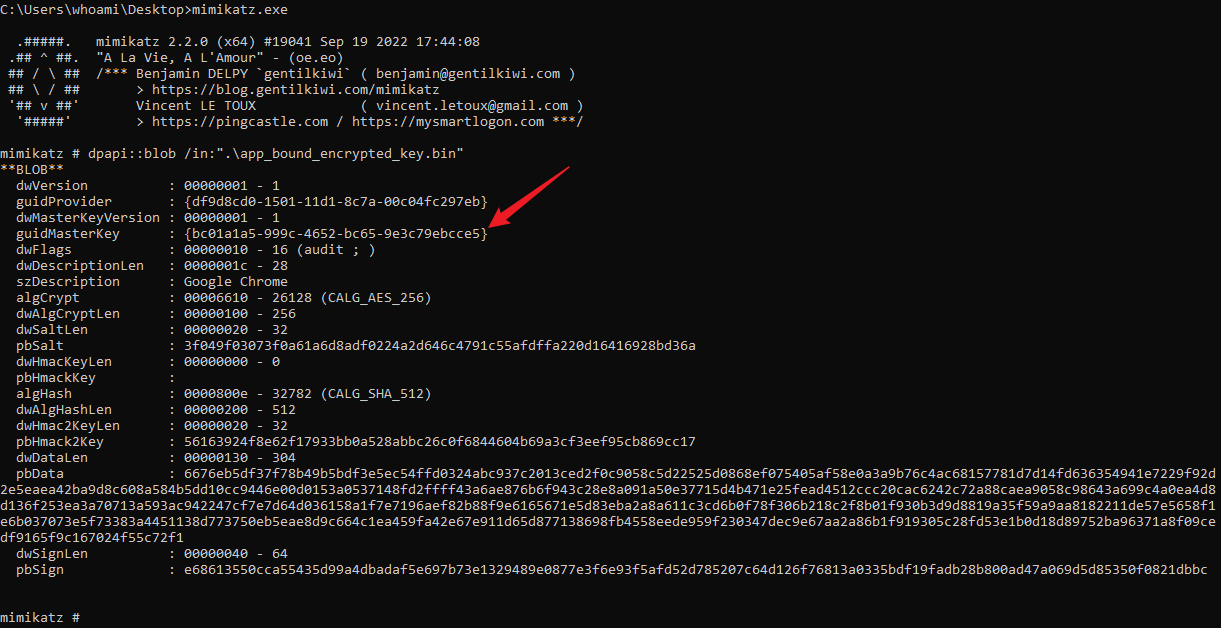 C:\Users\whoami\Desktop>mimikatz.exe
.#####.   mimikatz 2.2.0 (x64) #19041 Sep 19 2022 17:44:08
.## ^ ##.  "A La Vie, A L'Amour" - (oe.eo)
## / \ ##  /*** Benjamin DELPY `gentilkiwi` ( benjamin@gentilkiwi.com )
## \ / ##       > https://blog.gentilkiwi.com/mimikatz
'## v ##'       Vincent LE TOUX             ( vincent.letoux@gmail.com )
'#####'        > https://pingcastle.com / https://mysmartlogon.com ***/
mimikatz # dpapi::blob /in:".\app_bound_encrypted_key.bin"
**BLOB**
dwVersion          : 00000001 - 1
guidProvider       : {df9d8cd0-1501-11d1-8c7a-00c04fc297eb}
dwMasterKeyVersion : 00000001 - 1
guidMasterKey      : {bc01a1a5-999c-4652-bc65-9e3c79ebcce5}
dwFlags            : 00000010 - 16 (audit ; )
dwDescriptionLen   : 0000001c - 28
szDescription      : Google Chrome
algCrypt           : 00006610 - 26128 (CALG_AES_256)
dwAlgCryptLen      : 00000100 - 256
dwSaltLen          : 00000020 - 32
pbSalt             : 3f049f03073f0a61a6d8adf0224a2d646c4791c55afdffa220d16416928bd36a
dwHmacKeyLen       : 00000000 - 0
pbHmackKey         :
algHash            : 0000800e - 32782 (CALG_SHA_512)
dwAlgHashLen       : 00000200 - 512
dwHmac2KeyLen      : 00000020 - 32
pbHmack2Key        : 56163924f8e62f17933bb0a528abbc26c0f6844604b69a3cf3eef95cb869cc17
dwDataLen          : 00000130 - 304
pbData             : 6676eb5df37f78b49b5bdf3e5ec54ffd0324abc937c2013ced2f0c9058c5d22525d0868ef075405af58e0a3a9b76c4ac68157781d7d14fd636354941e7229f92d
2e5eaea42ba9d8c608a584b5dd10cc9446e00d0153a0537148fd2ffff43a6ae876b6f943c28e8a091a50e37715d4b471e25fead4512ccc20cac6242c72a88caea9058c98643a699c4a0ea4d8
d136f253ea3a70713a593ac942247cf7e7d64d036158a1f7e7196aef82b88f9e6165671e5d83eba2a8a611c3cd6b0f78f306b218c2f8b01f930b3d9d8819a35f59a9aa8182211de57e5658f1
e6b037073e5f73383a4451138d773750eb5eae8d9c664c1ea459fa42e67e911d65d877138698fb4558eede959f230347dec9e67aa2a86b1f919305c28fd53e1b0d18d89752ba96371a8f09ce
df9165f9c167024f55c72f1
dwSignLen          : 00000040 - 64
pbSign             : e68613550cca55435d99a4dbadaf5e697b73e1329489e0877e3f6e93f5afd52d785207c64d126f76813a0335bdf19fadb28b800ad47a069d5d85350f0821dbbc
mimikatz #